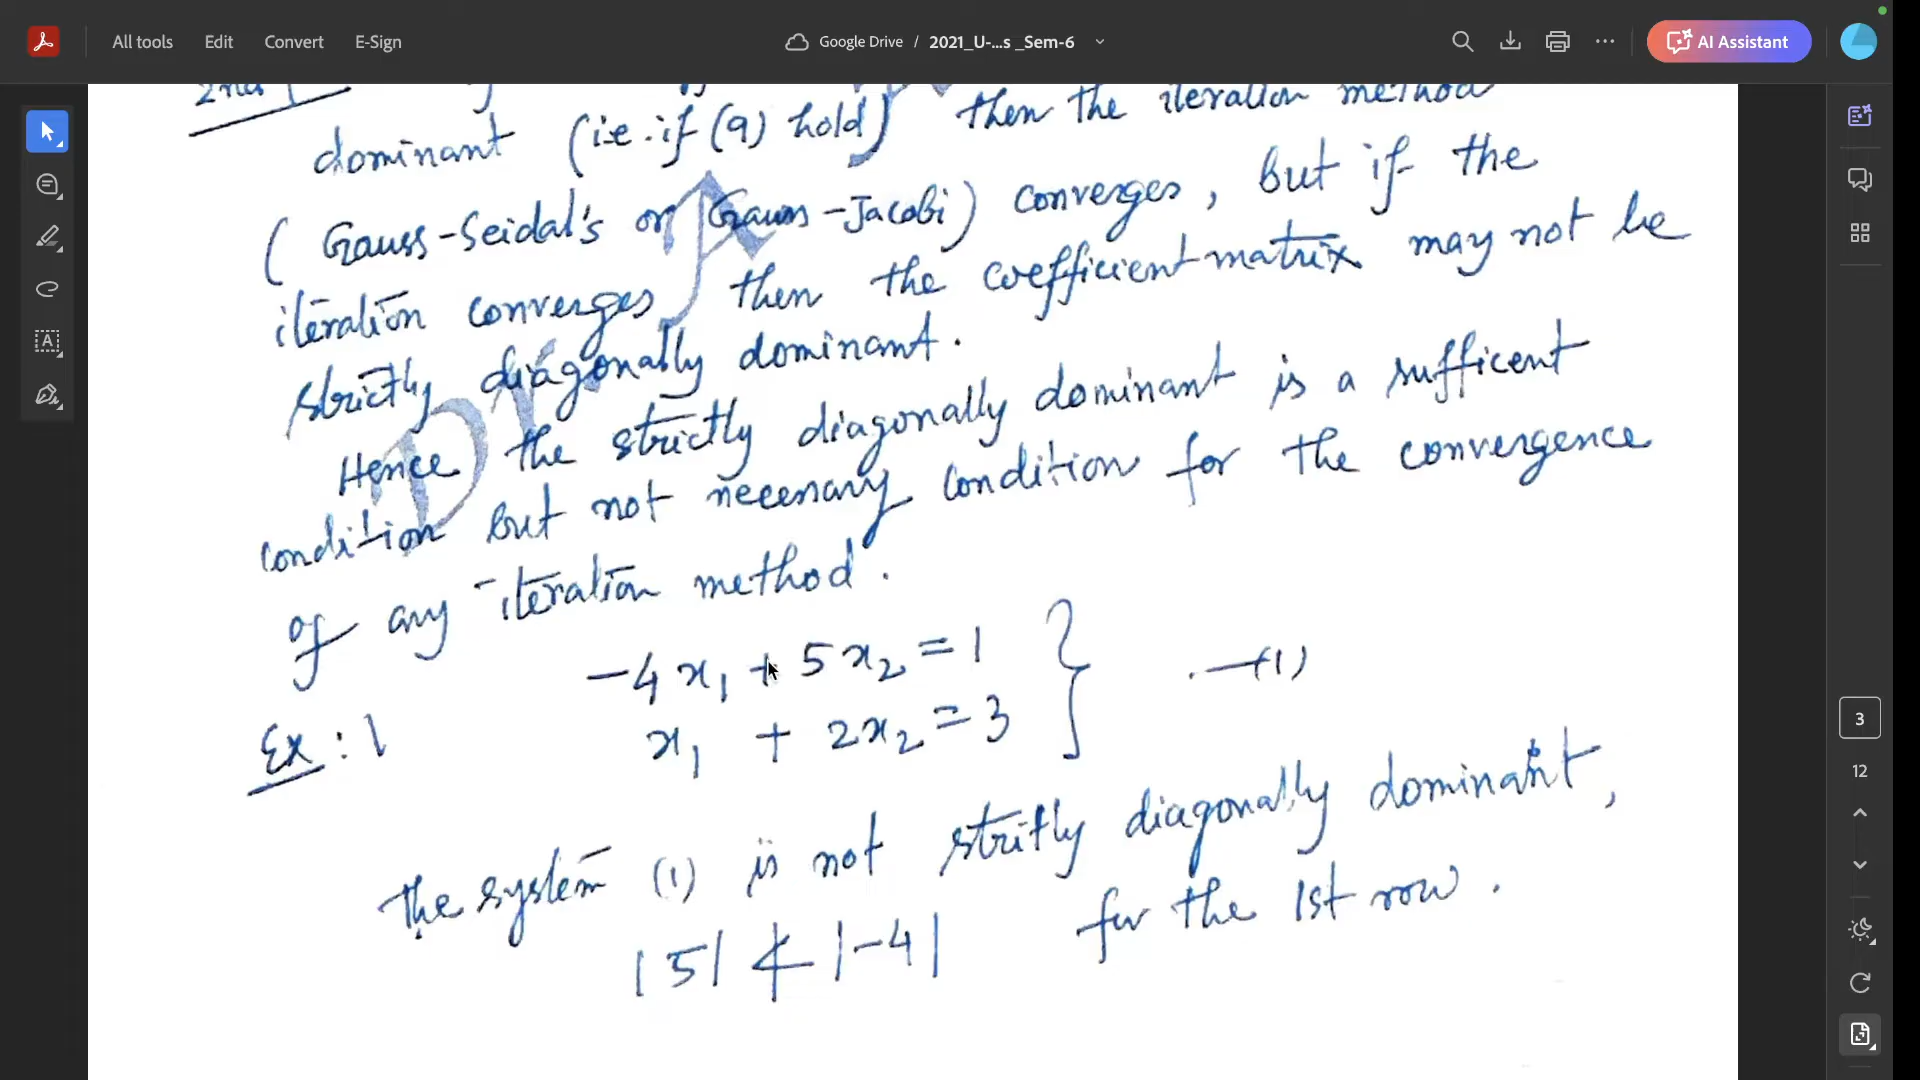 All tools Edit Convert E-Sign Google Drive / 2021_U-...s _Sem-6 AI Assistant
dominant (i.e. if (9) hold) then the iteration method
(Gauss-Seidal's or Gauss-Jacobi) converges, but if the
iteration converges then the coefficient matrix may not be
strictly diagonally dominant.
Hence the strictly diagonally dominant is a sufficent
condition but not necessary condition for the convergence
of any iteration method.
Ex: 1
-4x₁ + 5x₂ = 1
x₁ + 2x₂ = 3 } —(1)
the system (1) is not strictly diagonally dominant,
|5| ≮ |-4| for the 1st row.
3
12